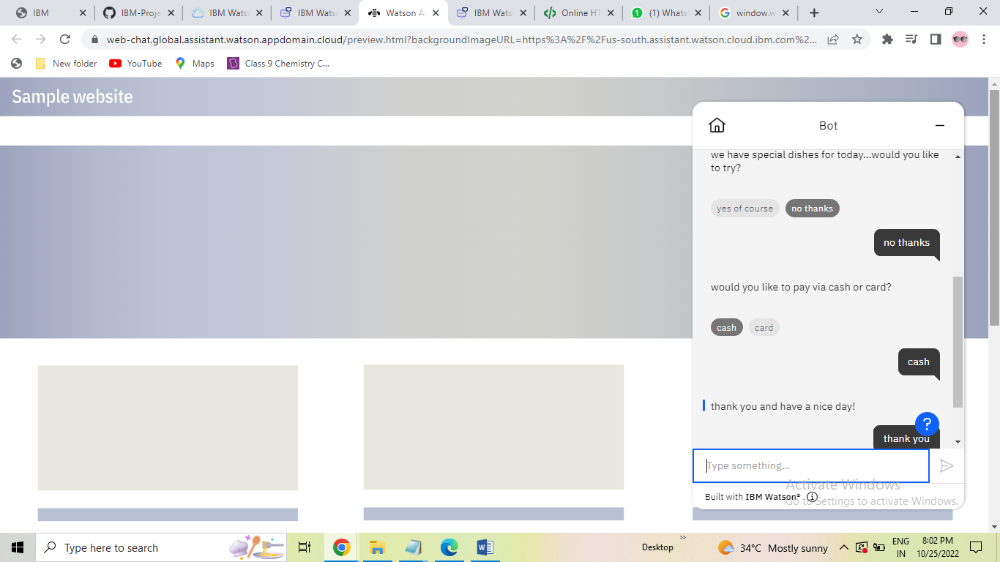 IBM
IBM-Proje
IBM Wats
IBM Wats
Watson A
IBM Wats
Online HT
(1) Whats
window.w
web-chat.global.assistant.watson.appdomain.cloud/preview.html?backgroundImageURL=https%3A%2F%2Fus-south.assistant.watson.cloud.ibm.com%2...
New folder
YouTube
Maps
Class 9 Chemistry C...
Sample website
Bot
we have special dishes for today...would you like
to try?
yes of course
no thanks
no thanks
would you like to pay via cash or card?
cash
card
cash
thank you and have a nice day!
?
thank you
Type something...
Activate Windows
Built with IBM Watson®
Go to Settings to activate Windows.
Type here to search
Desktop
34°C Mostly sunny
ENG
IN
8:02 PM
10/25/2022